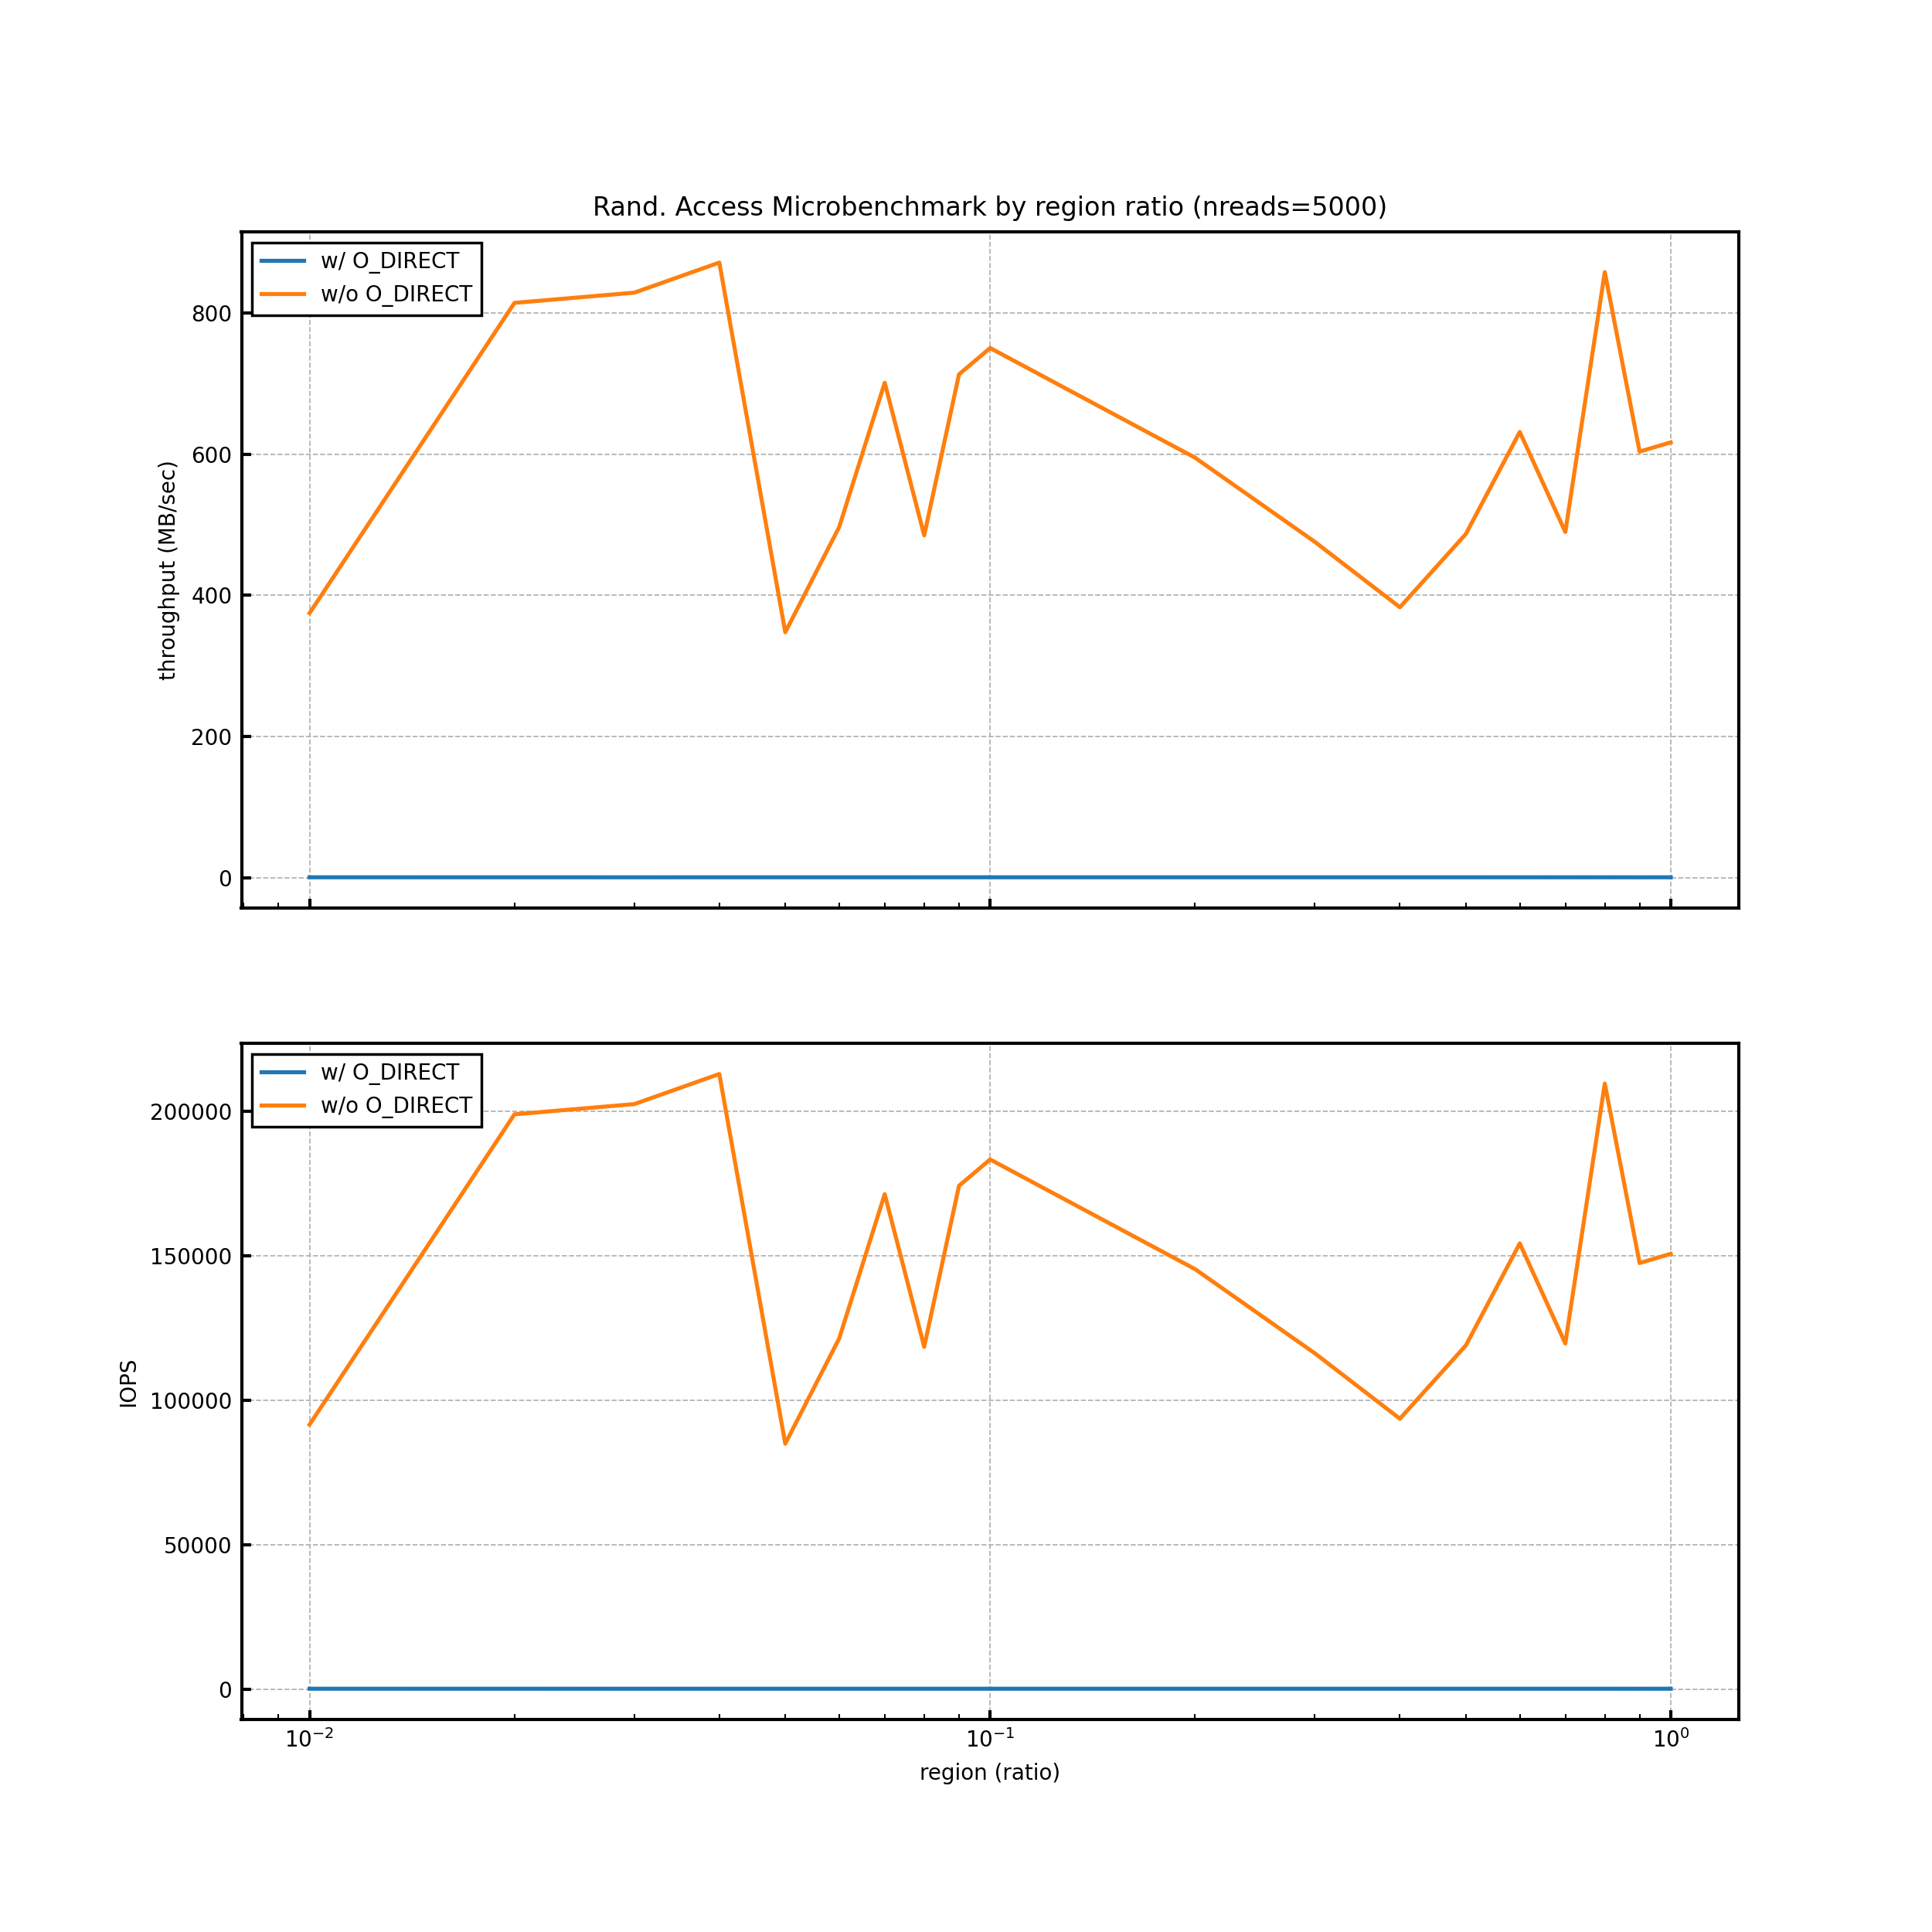 Rand. Access Microbenchmark by region ratio (nreads=5000)
w/ O_DIRECT
w/o O_DIRECT
800
600
400
200
0
throughput (MB/sec)
w/ O_DIRECT
w/o O_DIRECT
200000
150000
100000
50000
0
IOPS
10⁻² 10⁻¹ 10⁰
region (ratio)